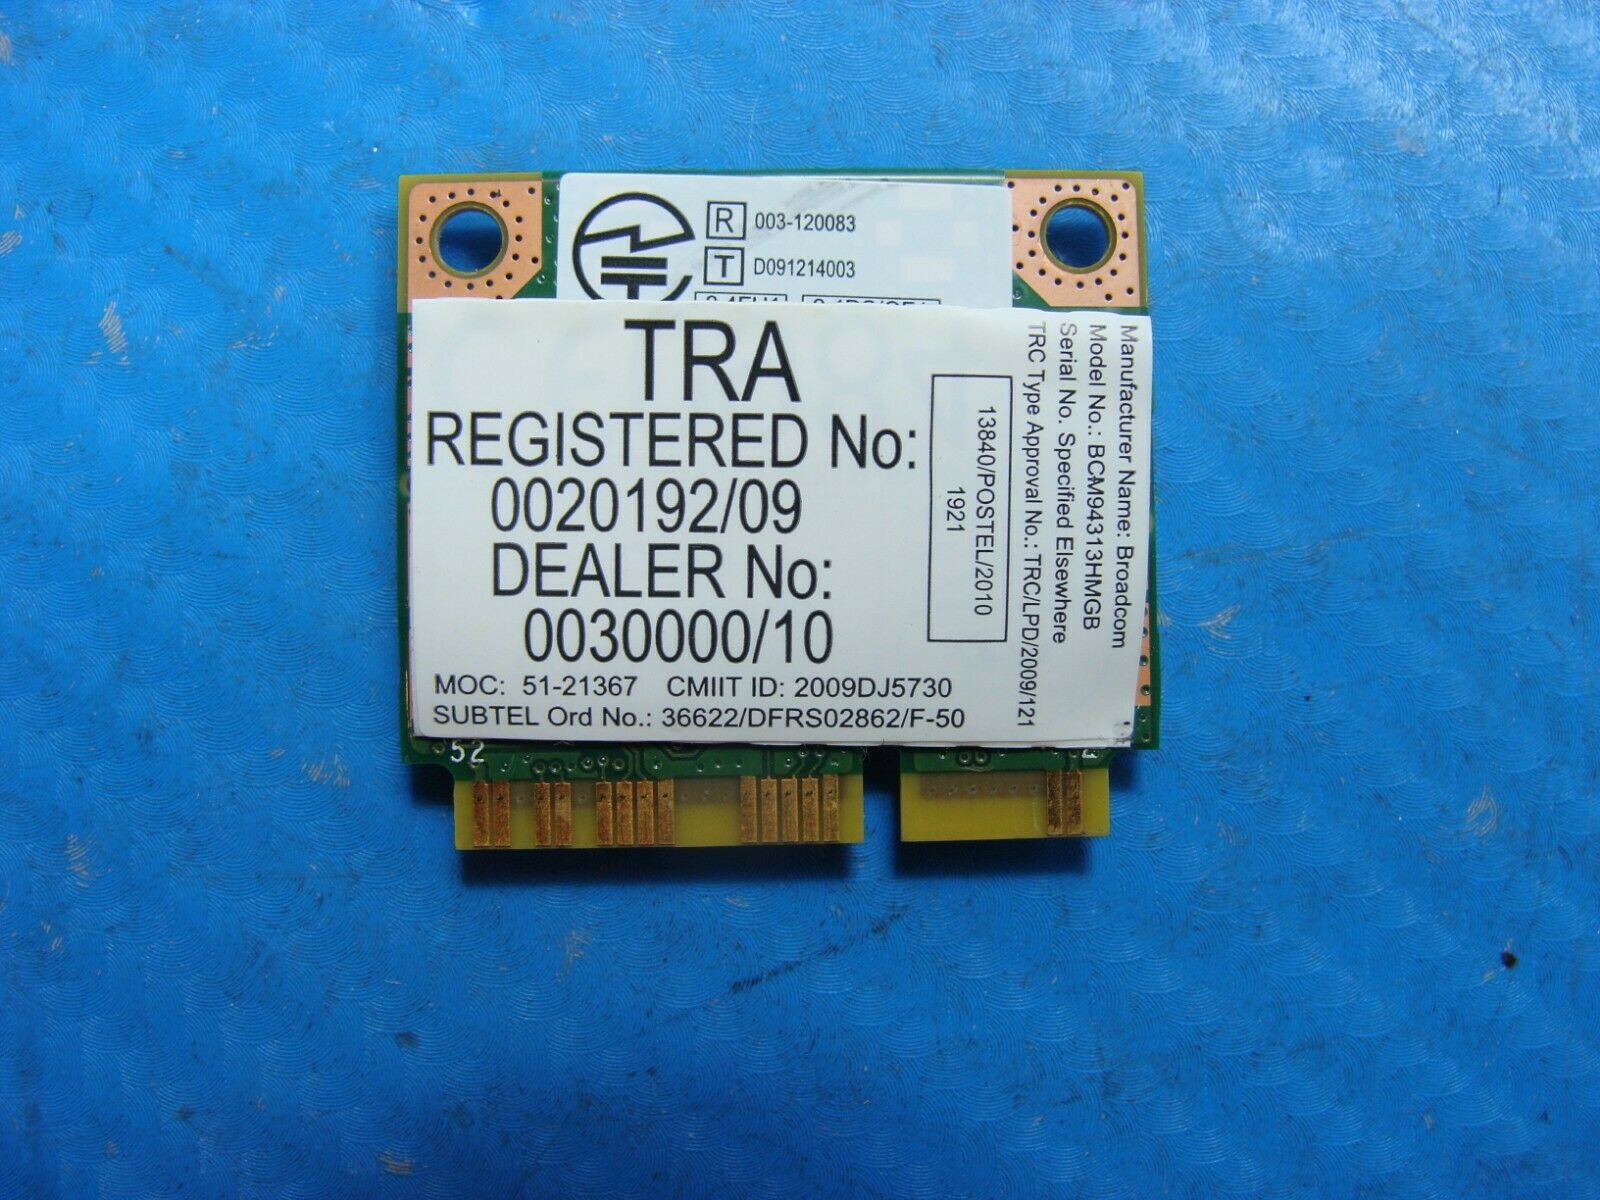 R 003-120083
T D091214003
TRA
REGISTERED No:
0020192/09
DEALER No:
0030000/10
MOC: 51-21367 CMIIT ID: 2009DJ5730
SUBTEL Ord No.: 36622/DFRS02862/F-50
13840/POSTEL/2010
1921
Manufacturer Name: Broadcom
Model No.: BCM94313HMGB
Serial No. Specified Elsewhere
TRC Type Approval No.: TRC/LPD/2009/121
52